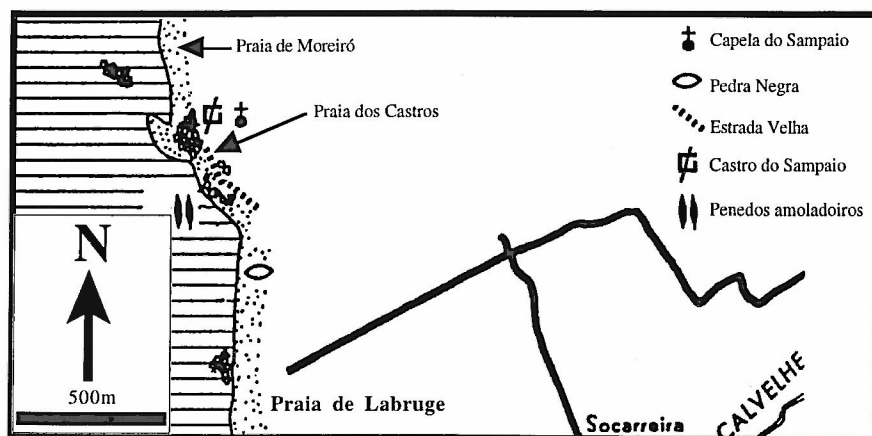 Praia de Moreiró
Praia dos Castros
Capela do Sampaio
Pedra Negra
Estrada Velha
Castro do Sampaio
Penedos amoladoiros
N
500m
Praia de Labruge
Socarreira
CALVELHE